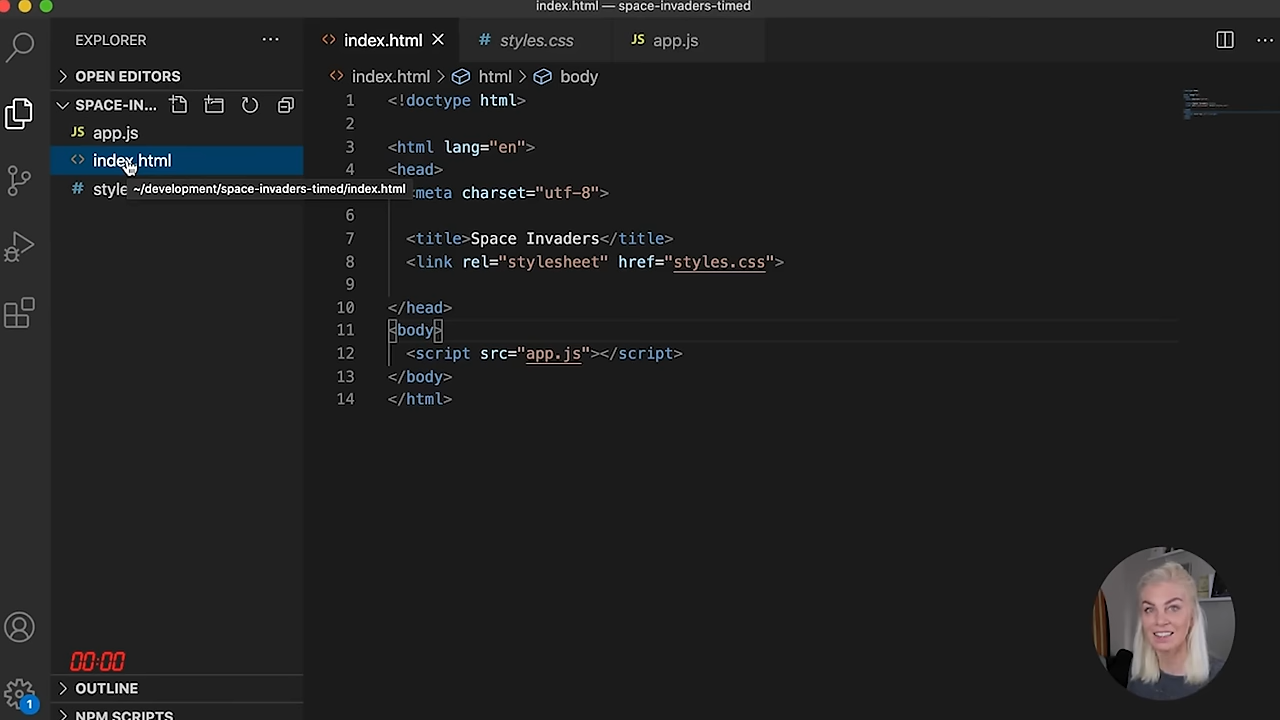 index.html — space-invaders-timed
EXPLORER
index.html
styles.css
JS app.js
OPEN EDITORS
index.html > html > body
SPACE-IN...
JS app.js
index.html
# style
~/development/space-invaders-timed/index.html
1 <!doctype html>
2
3 <html lang="en">
4 <head>
meta charset="utf-8">
6
7 <title>Space Invaders</title>
8 <link rel="stylesheet" href="styles.css">
9
10 </head>
11 <body>
12 <script src="app.js"></script>
13 </body>
14 </html>
00:00
OUTLINE
1
NPM SCRIPTS